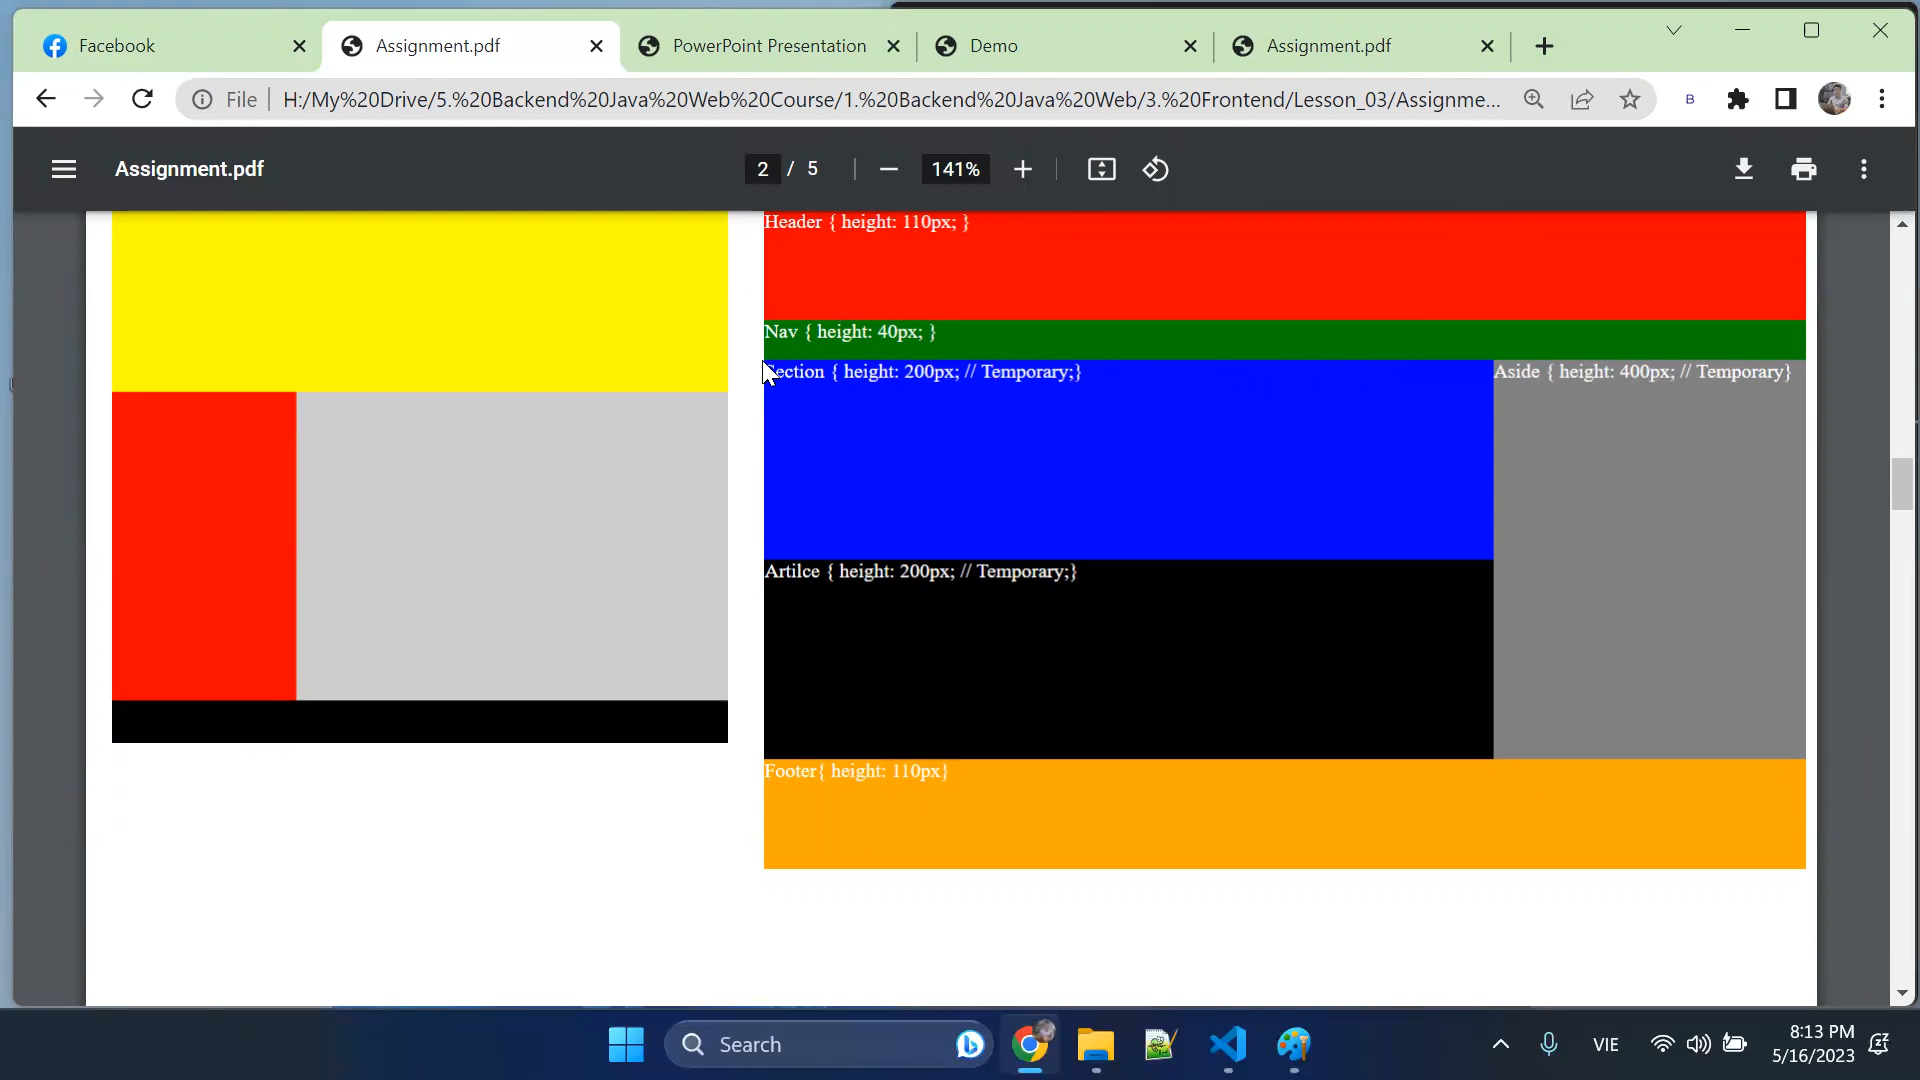 Facebook
Assignment.pdf
PowerPoint Presentation
Demo
Assignment.pdf
File
H:/My%20Drive/5.%20Backend%20Java%20Web%20Course/1.%20Backend%20Java%20Web/3.%20Frontend/Lesson_03/Assignme...
B
Assignment.pdf
2 / 5
141%
Header { height: 110px; }
Nav { height: 40px; }
Section { height: 200px; // Temporary;}
Aside { height: 400px; // Temporary}
Artilce { height: 200px; // Temporary;}
Footer{ height: 110px}
Search
VIE
8:13 PM
5/16/2023